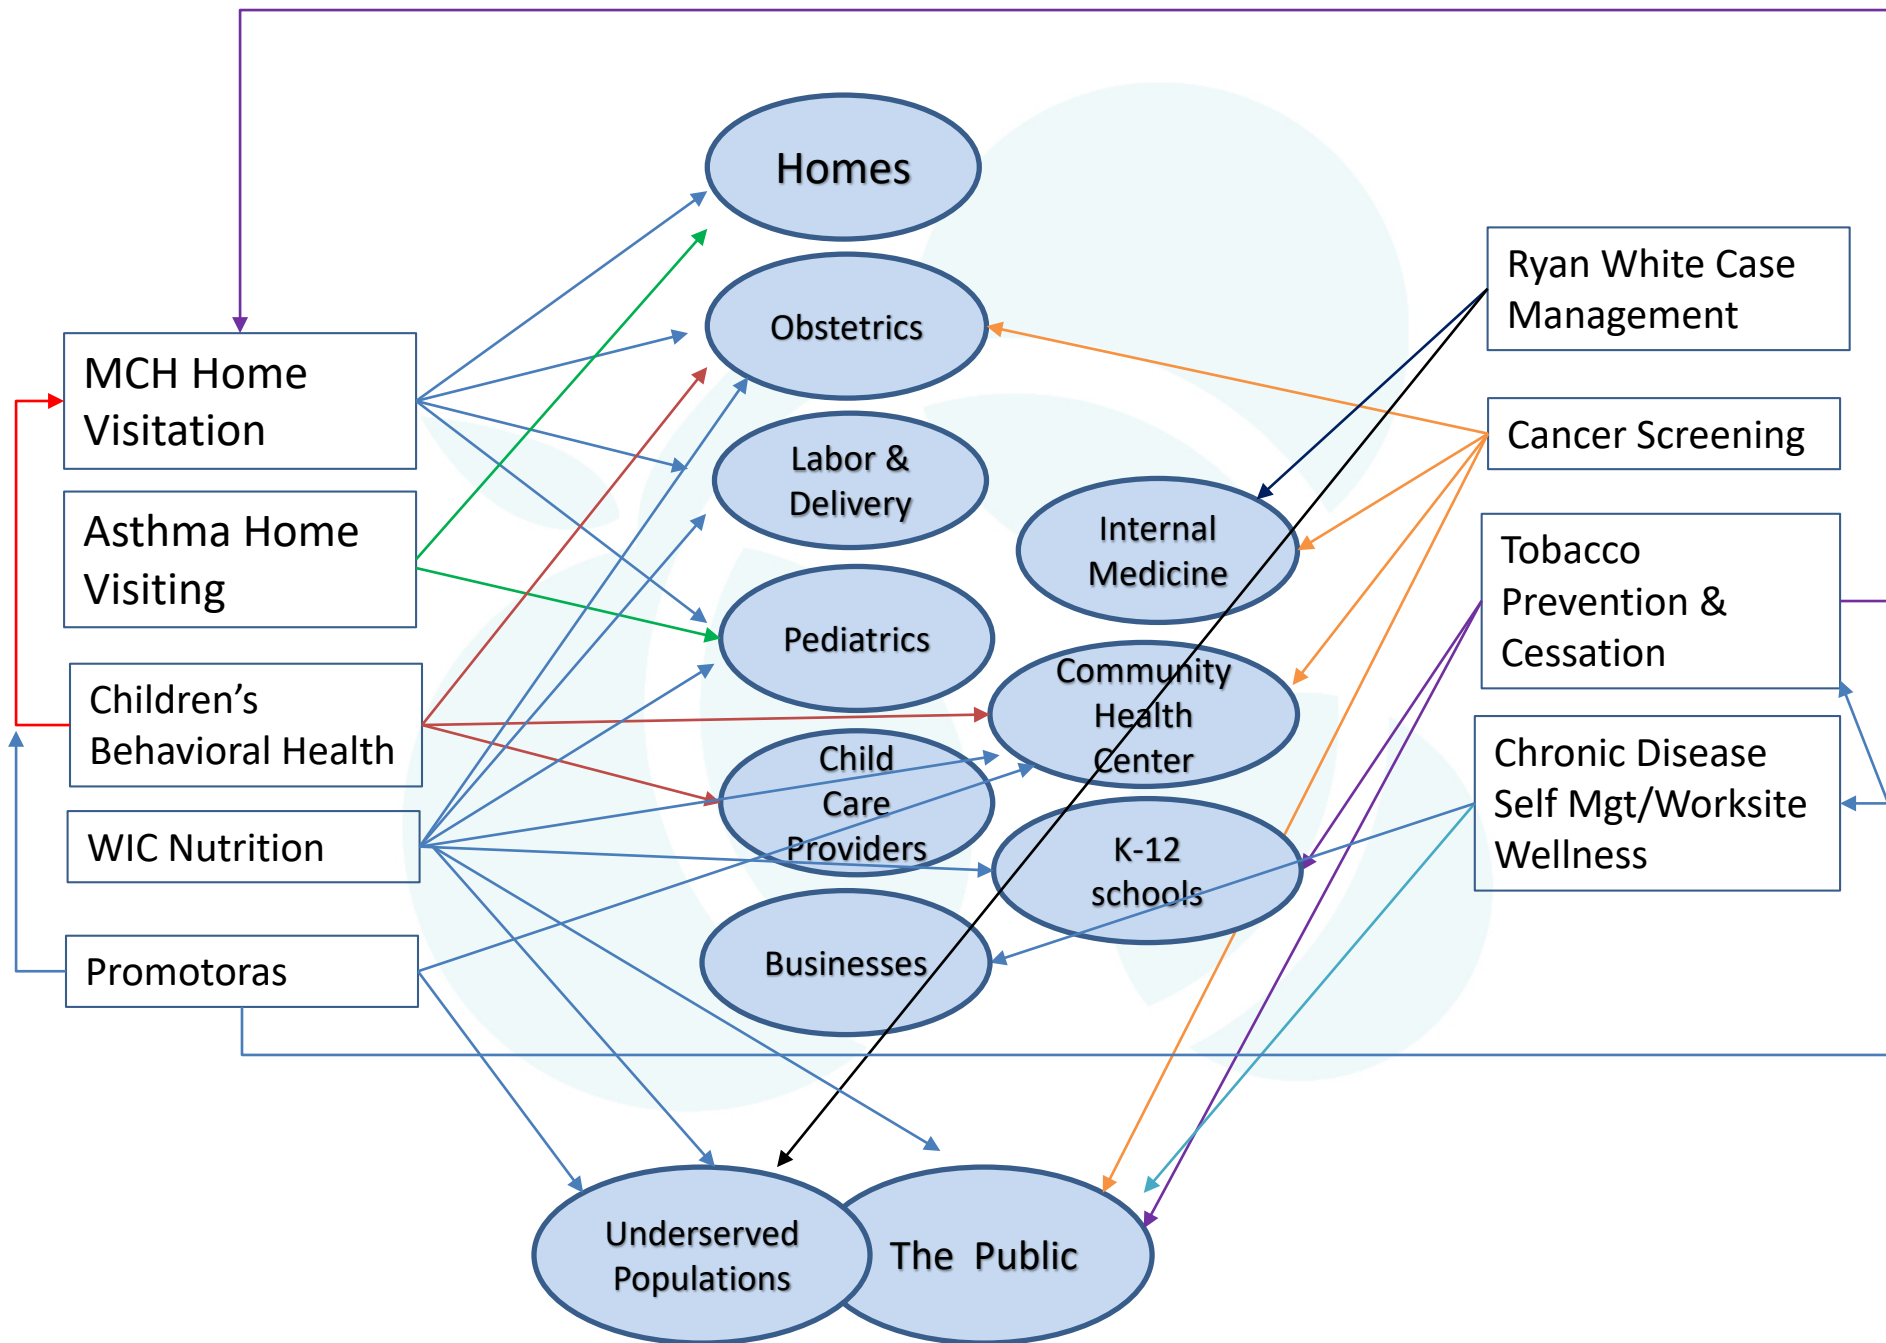 Homes
Obstetrics
Labor &
Delivery
Pediatrics
Child
Care
Providers
Businesses
Internal
Medicine
Community
Health
Center
K-12
schools
Underserved
Populations
The Public
MCH Home
Visitation
Asthma Home
Visiting
Children’s
Behavioral Health
WIC Nutrition
Promotoras
Ryan White Case
Management
Cancer Screening
Tobacco
Prevention &
Cessation
Chronic Disease
Self Mgt/Worksite
Wellness